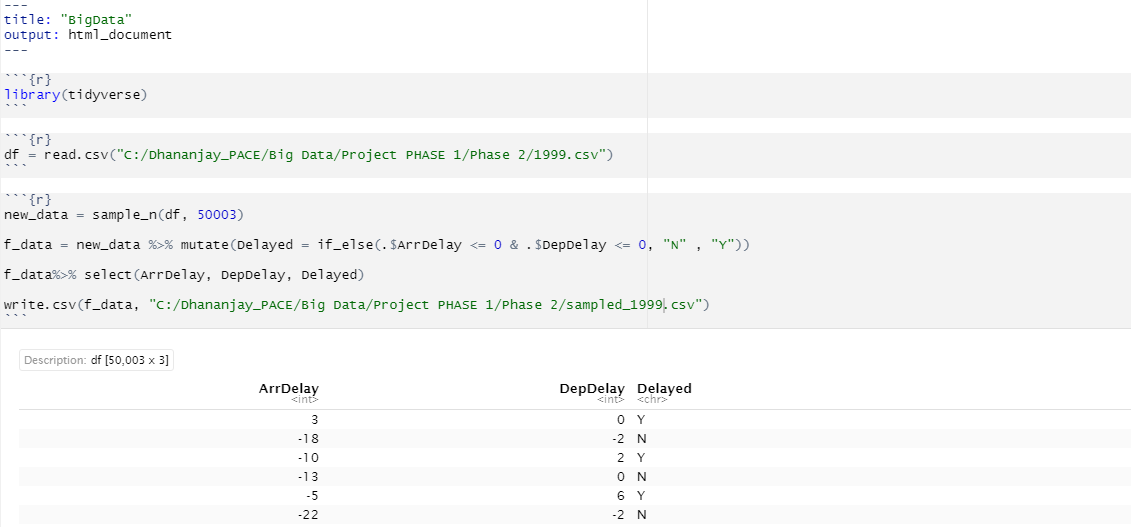 ---
title: "BigData"
output: html_document
---
```{r}
library(tidyverse)
```
```{r}
df = read.csv("C:/Dhananjay_PACE/Big Data/Project PHASE 1/Phase 2/1999.csv")
```
```{r}
new_data = sample_n(df, 50003)
f_data = new_data %>% mutate(Delayed = if_else(.$ArrDelay <= 0 & .$DepDelay <= 0, "N" , "Y"))
f_data%>% select(ArrDelay, DepDelay, Delayed)
write.csv(f_data, "C:/Dhananjay_PACE/Big Data/Project PHASE 1/Phase 2/sampled_1999.csv")
```
Description: df [50,003 x 3]
ArrDelay DepDelay Delayed
<int> <int> <chr>
3 0 Y
-18 -2 N
-10 2 Y
-13 0 N
-5 6 Y
-22 -2 N